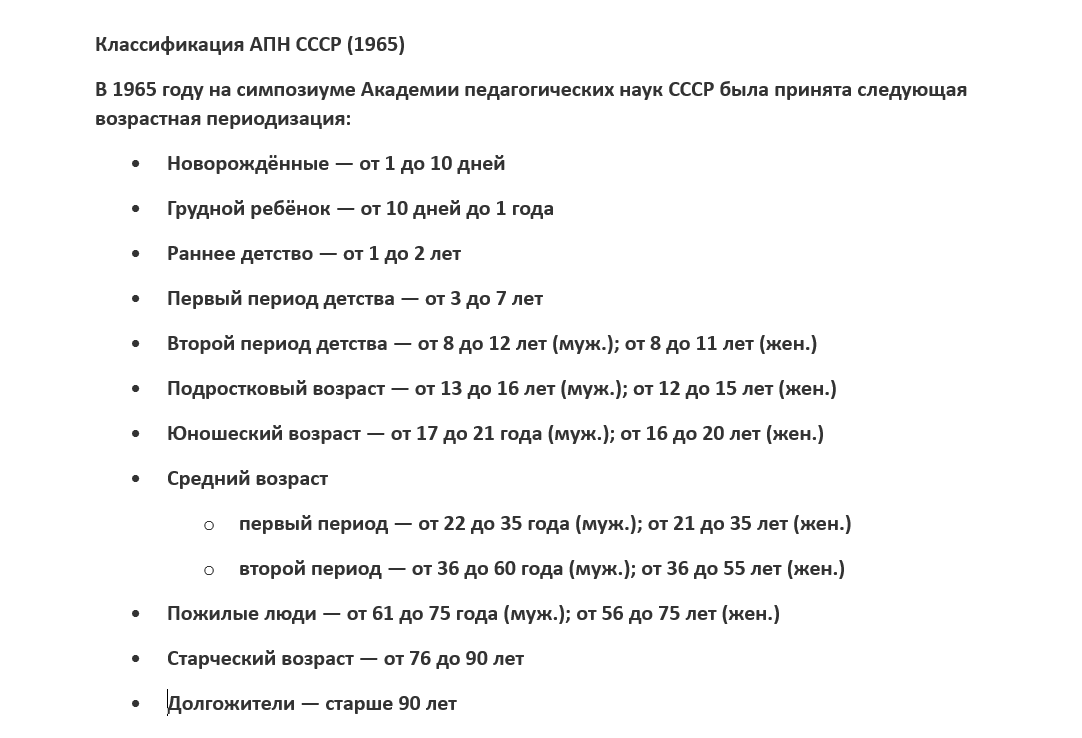 Классификация АПН СССР (1965)
В 1965 году на симпозиуме Академии педагогических наук СССР была принята следующая
возрастная периодизация:
• Новорождённые — от 1 до 10 дней
• Грудной ребёнок — от 10 дней до 1 года
• Раннее детство — от 1 до 2 лет
• Первый период детства — от 3 до 7 лет
• Второй период детства — от 8 до 12 лет (муж.); от 8 до 11 лет (жен.)
• Подростковый возраст — от 13 до 16 лет (муж.); от 12 до 15 лет (жен.)
• Юношеский возраст — от 17 до 21 года (муж.); от 16 до 20 лет (жен.)
• Средний возраст
o первый период — от 22 до 35 года (муж.); от 21 до 35 лет (жен.)
o второй период — от 36 до 60 года (муж.); от 36 до 55 лет (жен.)
• Пожилые люди — от 61 до 75 года (муж.); от 56 до 75 лет (жен.)
• Старческий возраст — от 76 до 90 лет
• Долгожители — старше 90 лет